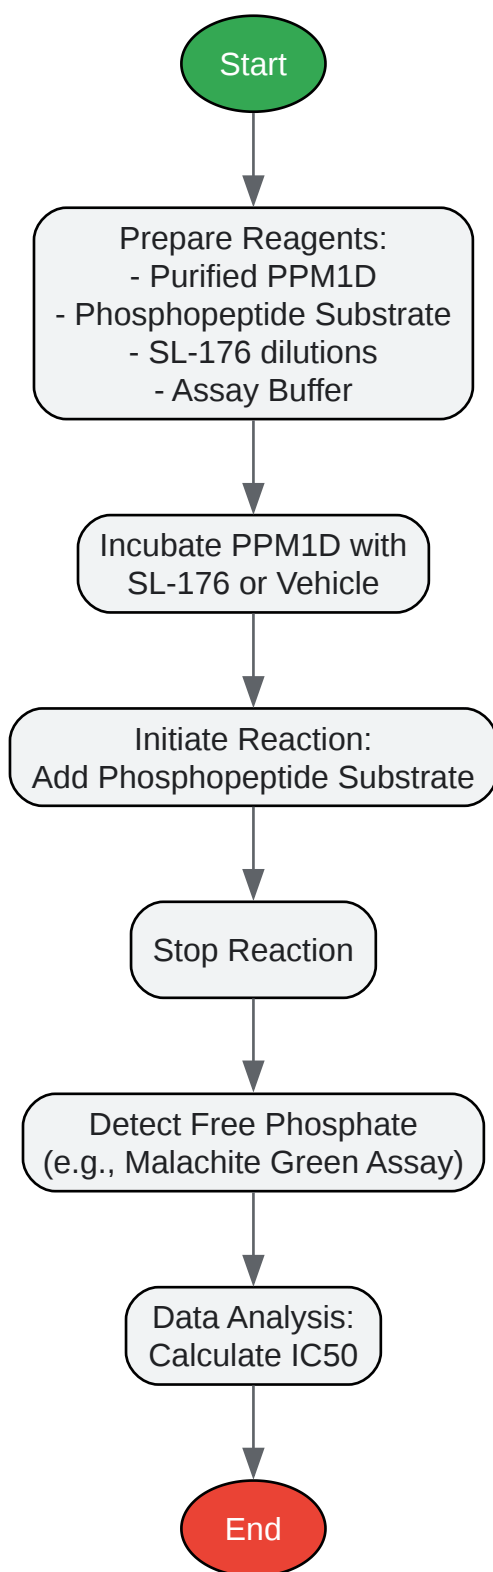 Start
Prepare Reagents:
- Purified PPM1D
- Phosphopeptide Substrate
- SL-176 dilutions
- Assay Buffer
Incubate PPM1D with
SL-176 or Vehicle
Initiate Reaction:
Add Phosphopeptide Substrate
Stop Reaction
Detect Free Phosphate
(e.g., Malachite Green Assay)
Data Analysis:
Calculate IC50
End